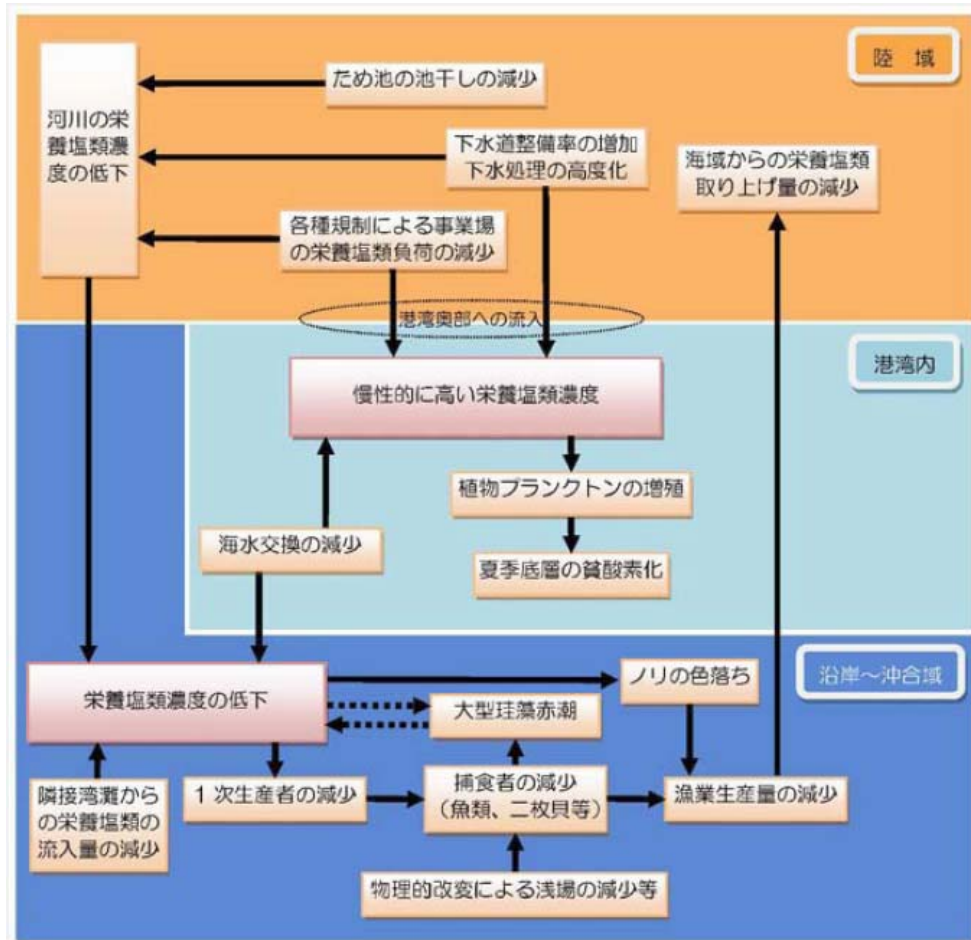 陸 域
ため池の池干しの減少
河川の栄
養塩類濃
度の低下
下水道整備率の増加
下水処理の高度化
海域からの栄養塩類
取り上げ量の減少
各種規制による事業場
の栄養塩類負荷の減少
港湾奥部への流入
港湾内
慢性的に高い栄養塩類濃度
植物プランクトンの増殖
海水交換の減少
夏季底層の貧酸素化
沿岸~沖合域
栄養塩類濃度の低下
ノリの色落ち
大型珪藻赤潮
隣接湾灘から
の栄養塩類の
流入量の減少
1次生産者の減少
捕食者の減少
(魚類、二枚貝等)
漁業生産量の減少
物理的改変による浅場の減少等